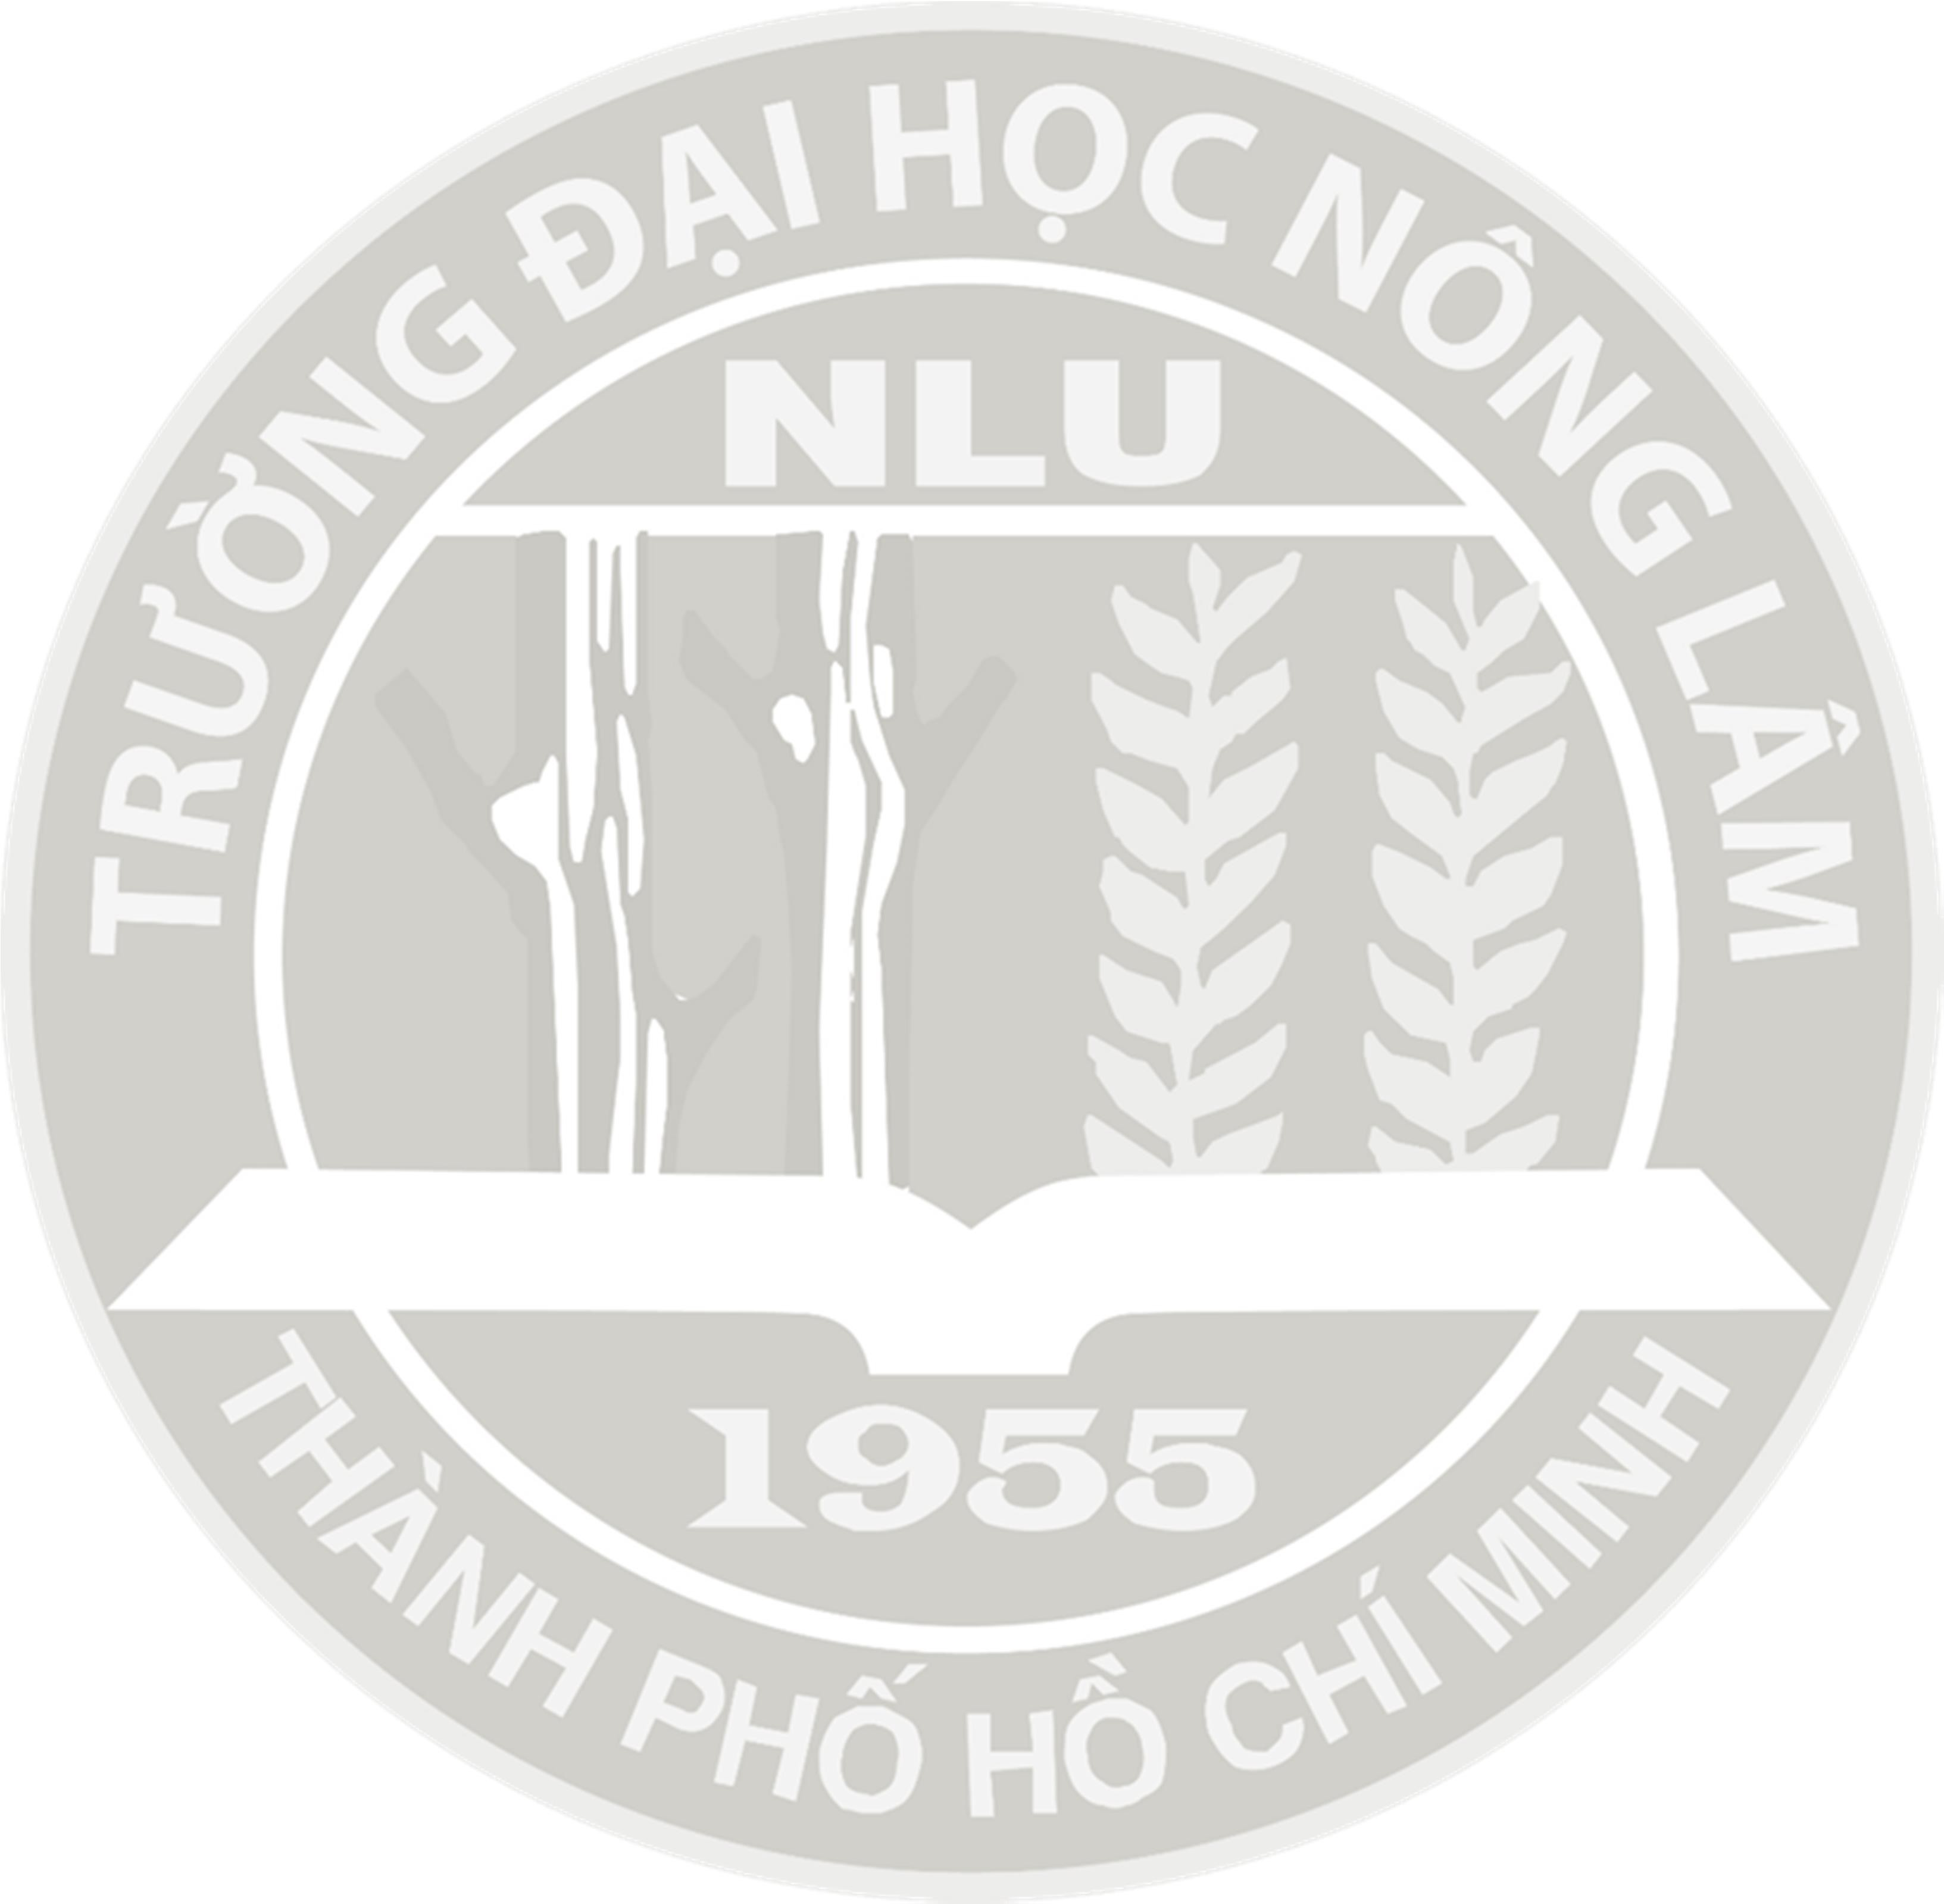 TRƯỜNG ĐẠI HỌC NÔNG LÂM
NLU
1955
THÀNH PHỐ HỒ CHÍ MINH